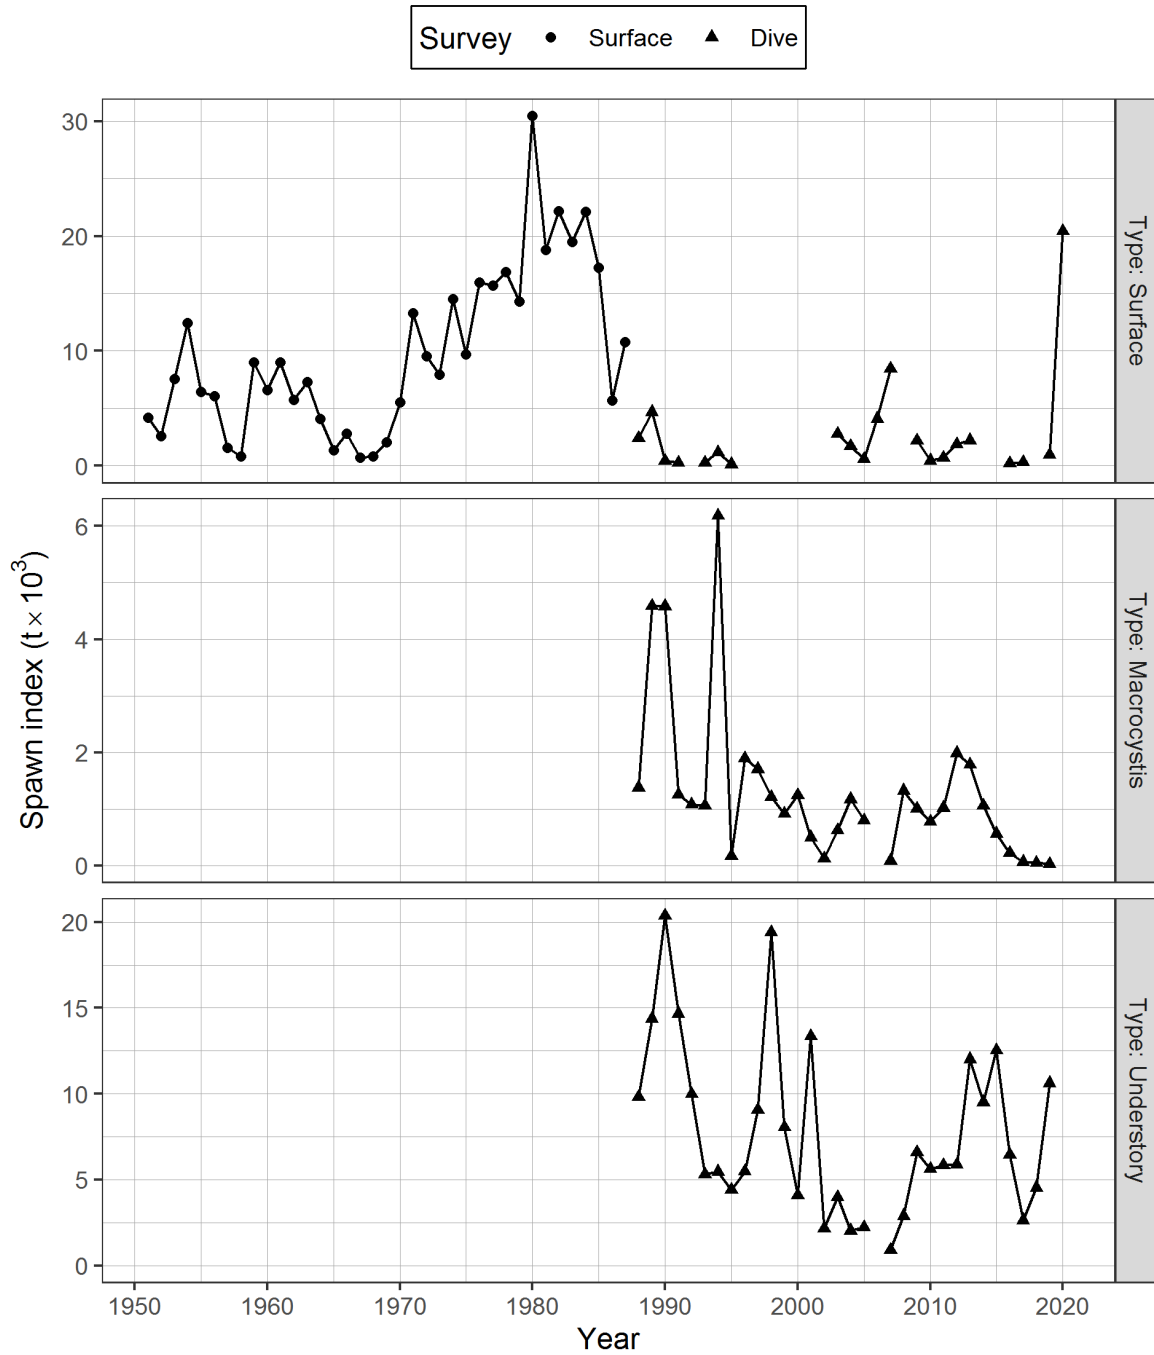 Survey Surface Dive
30
20
10
0
Type: Surface
6
4
2
0
Type: Macrocystis
20
15
10
5
0
Type: Understory
Spawn index (t × 10³)
1950 1960 1970 1980 1990 2000 2010 2020
Year